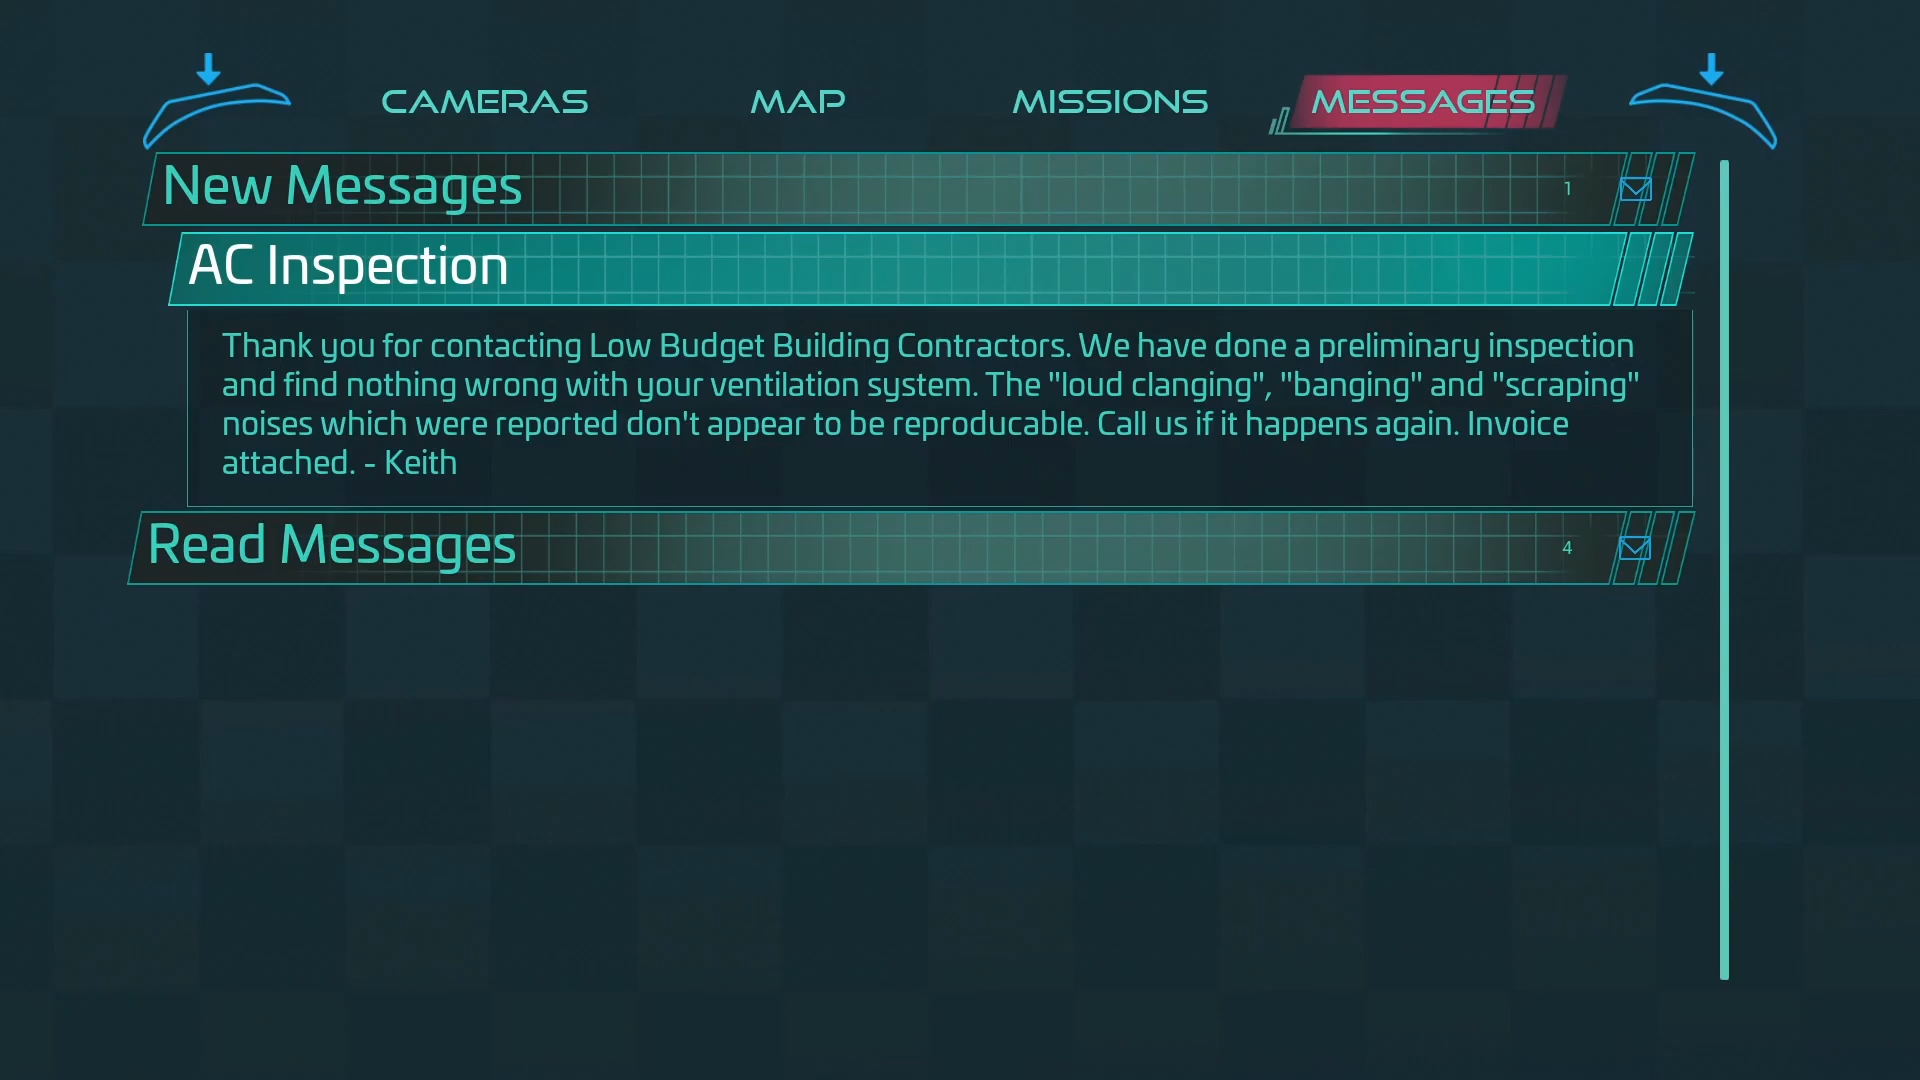 CAMERAS MAP MISSIONS MESSAGES
New Messages 1
AC Inspection
Thank you for contacting Low Budget Building Contractors. We have done a preliminary inspection
and find nothing wrong with your ventilation system. The "loud clanging", "banging" and "scraping"
noises which were reported don't appear to be reproducable. Call us if it happens again. Invoice
attached. - Keith
Read Messages 4